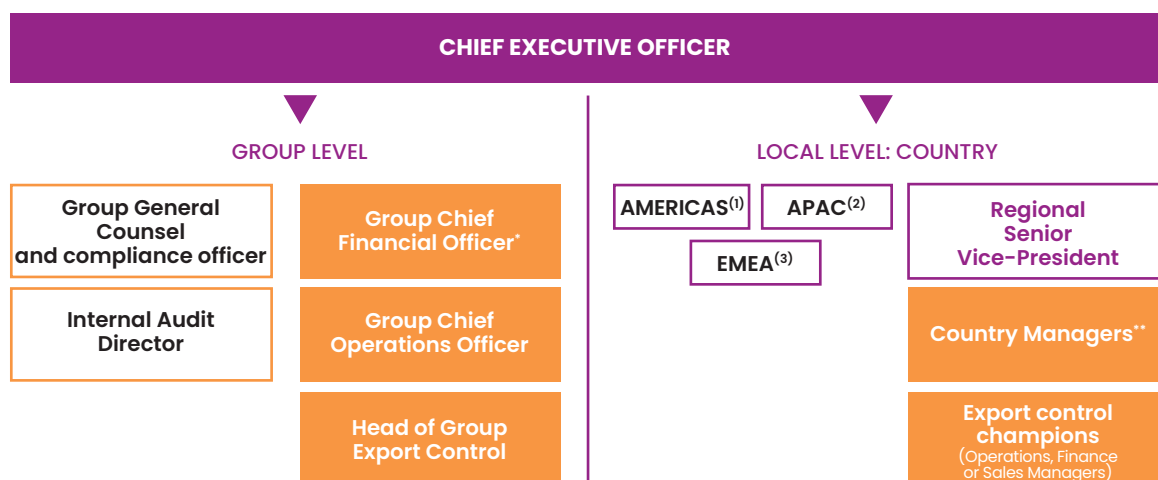 CHIEF EXECUTIVE OFFICER
GROUP LEVEL
Group General
Counsel
and compliance officer
Internal Audit
Director
Group Chief
Financial Officer*
Group Chief
Operations Officer
Head of Group
Export Control
LOCAL LEVEL: COUNTRY
AMERICAS(1)
APAC(2)
EMEA(3)
Regional
Senior
Vice-President
Country Managers**
Export control
champions
(Operations, Finance
or Sales Managers)